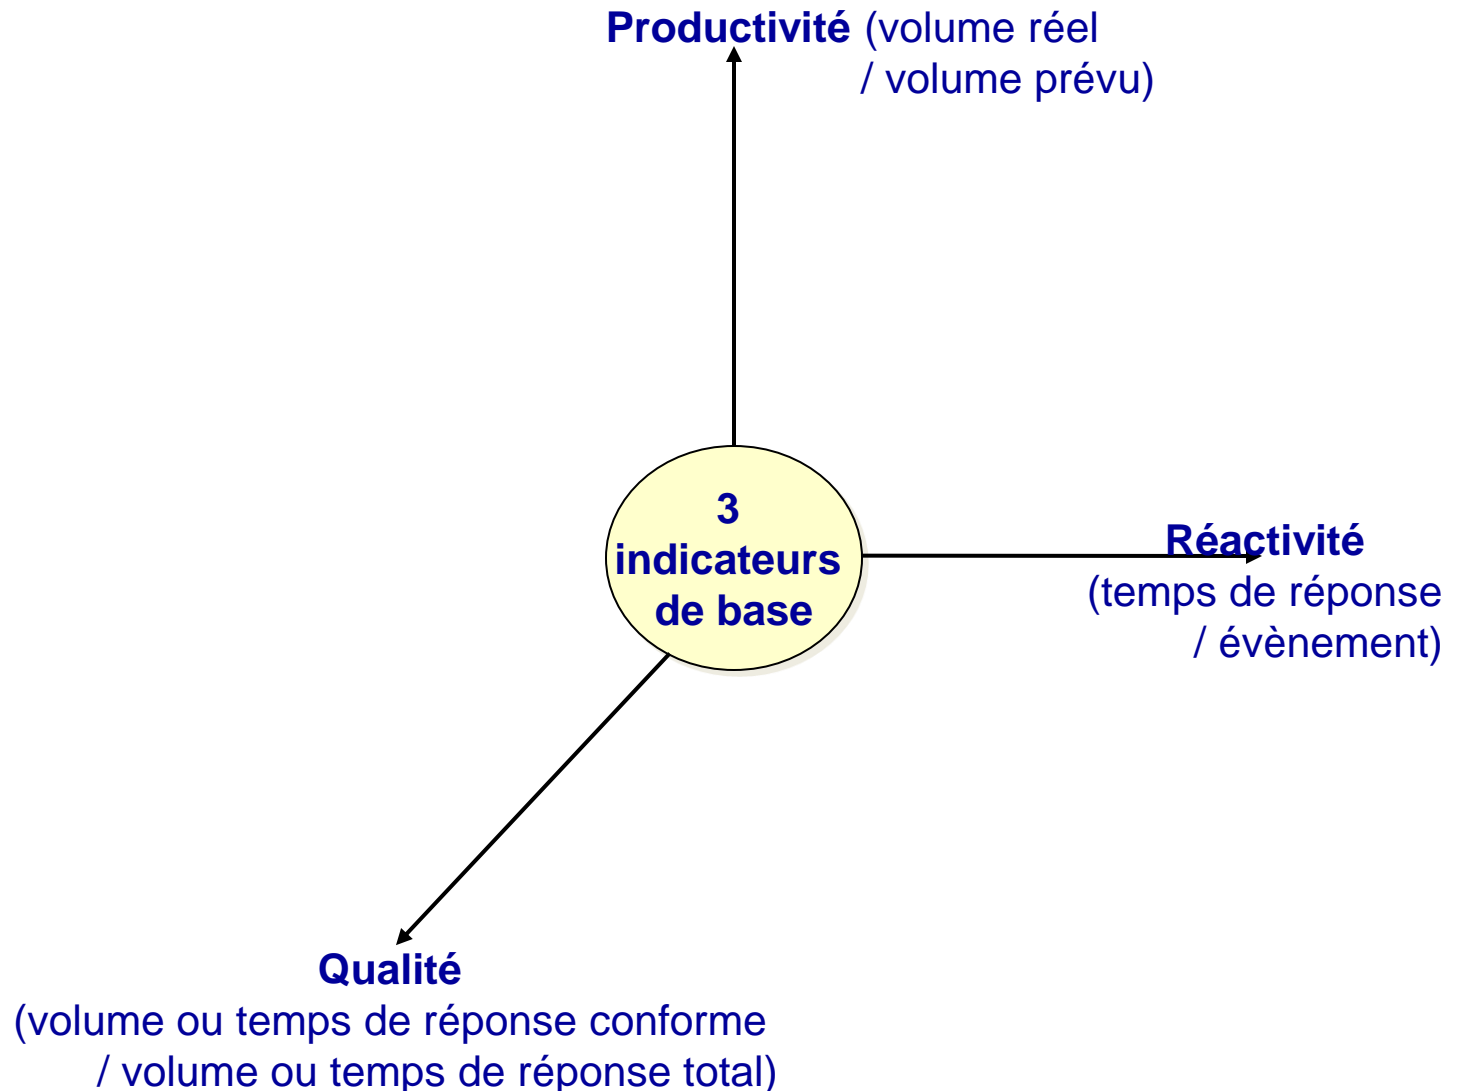 Productivité (volume réel
/ volume prévu)
3
indicateurs
de base
Réactivité
(temps de réponse
/ évènement)
Qualité
(volume ou temps de réponse conforme
/ volume ou temps de réponse total)